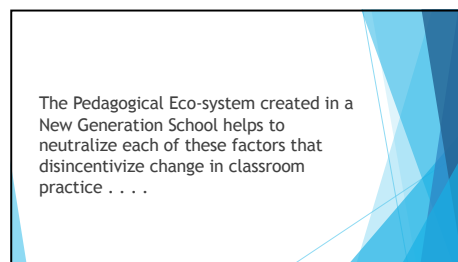 The Pedagogical Eco-system created in a
New Generation School helps to
neutralize each of these factors that
disincentivize change in classroom
practice . . . .